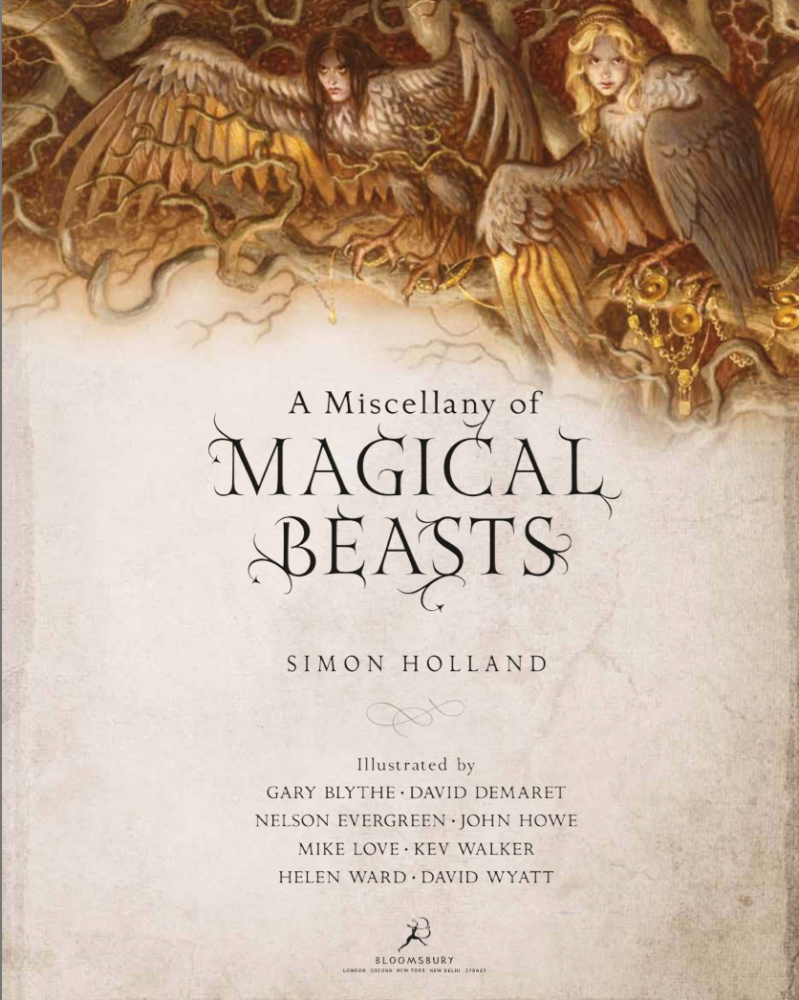 A Miscellany of
MAGICAL
BEASTS
SIMON HOLLAND
Illustrated by
GARY BLYTHE · DAVID DEMARET
NELSON EVERGREEN · JOHN HOWE
MIKE LOVE · KEV WALKER
HELEN WARD · DAVID WYATT
BLOOMSBURY
LONDON OXFORD NEW YORK NEW DELHI SYDNEY